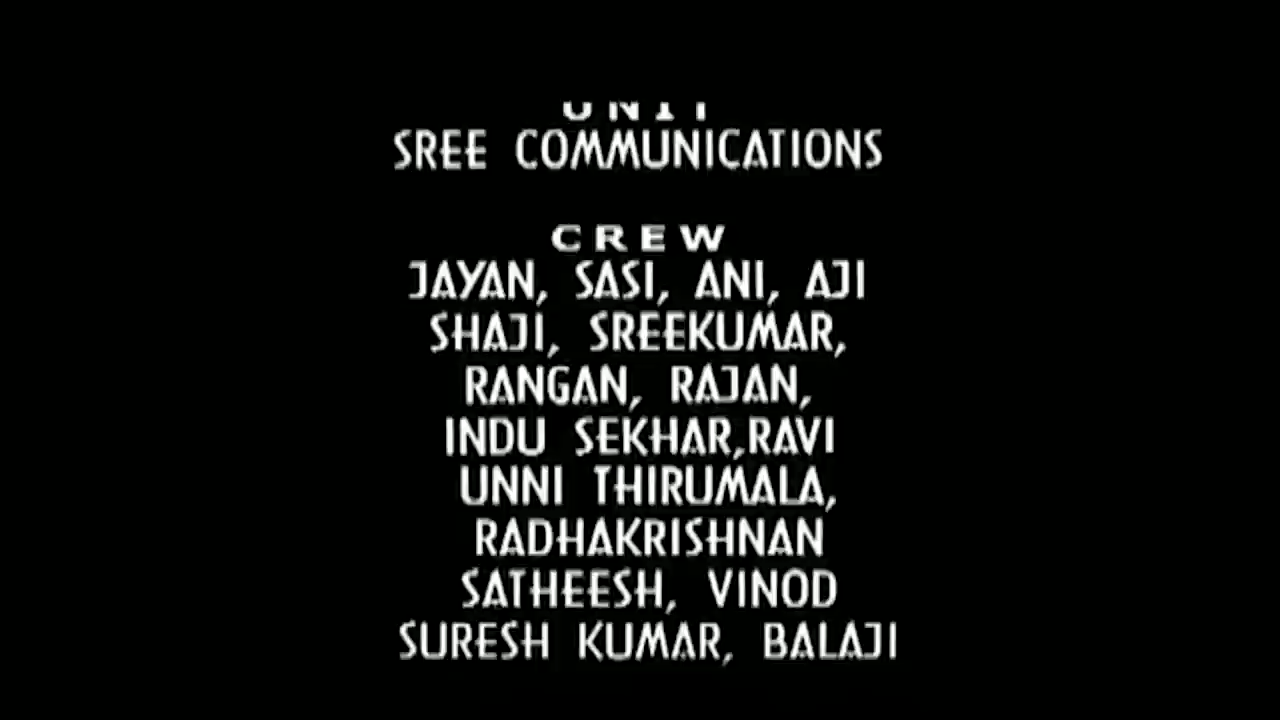 UNIT
SREE COMMUNICATIONS
CREW
JAYAN, SASI, ANI, AJI
SHAJI, SREEKUMAR,
RANGAN, RAJAN,
INDU SEKHAR,RAVI
UNNI THIRUMALA,
RADHAKRISHNAN
SATHEESH, VINOD
SURESH KUMAR, BALAJI